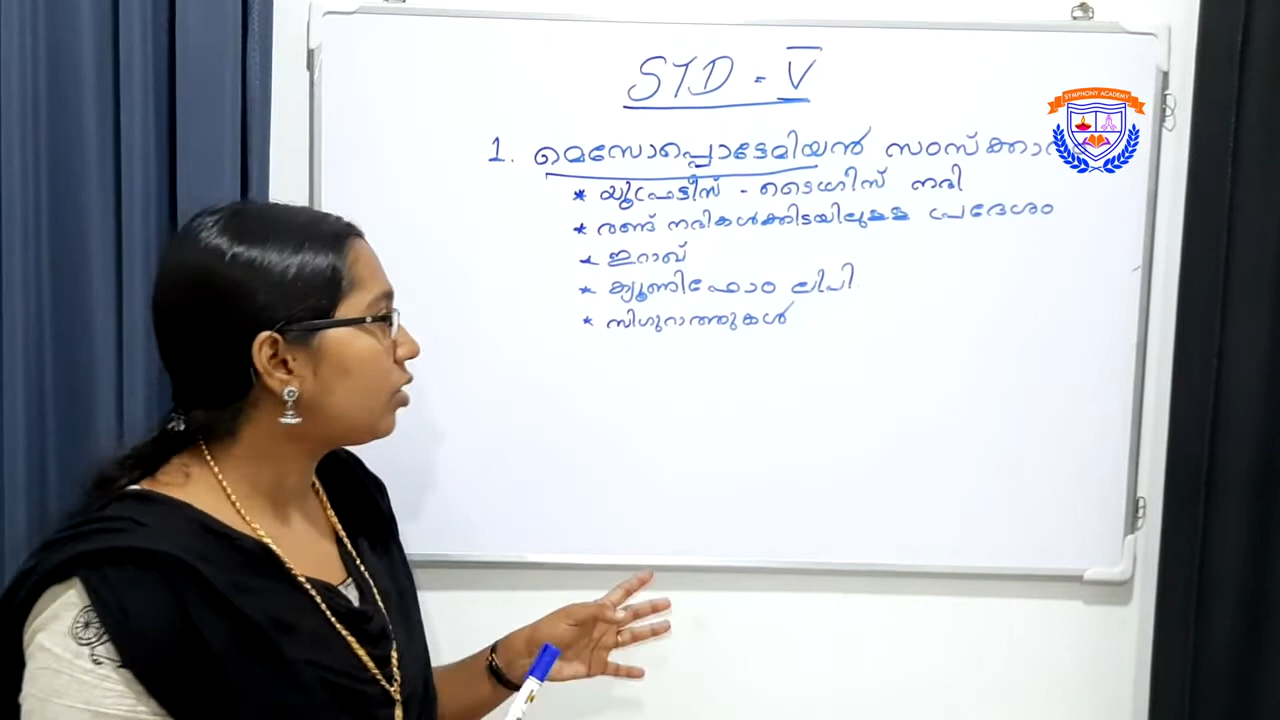 STD - V
SYMPHONY ACADEMY
1. മെസോപ്പൊട്ടേമിയൻ സംസ്ക്കാ
* യൂഫ്രട്ടീസ് - ടൈഗ്രിസ് നദി
* രണ്ട് നദികൾക്കിടയിലുള്ള പ്രദേശം
* ഇറാഖ്
* ക്യൂണിഫോം ലിപി
* സിഗുറാത്തുകൾ